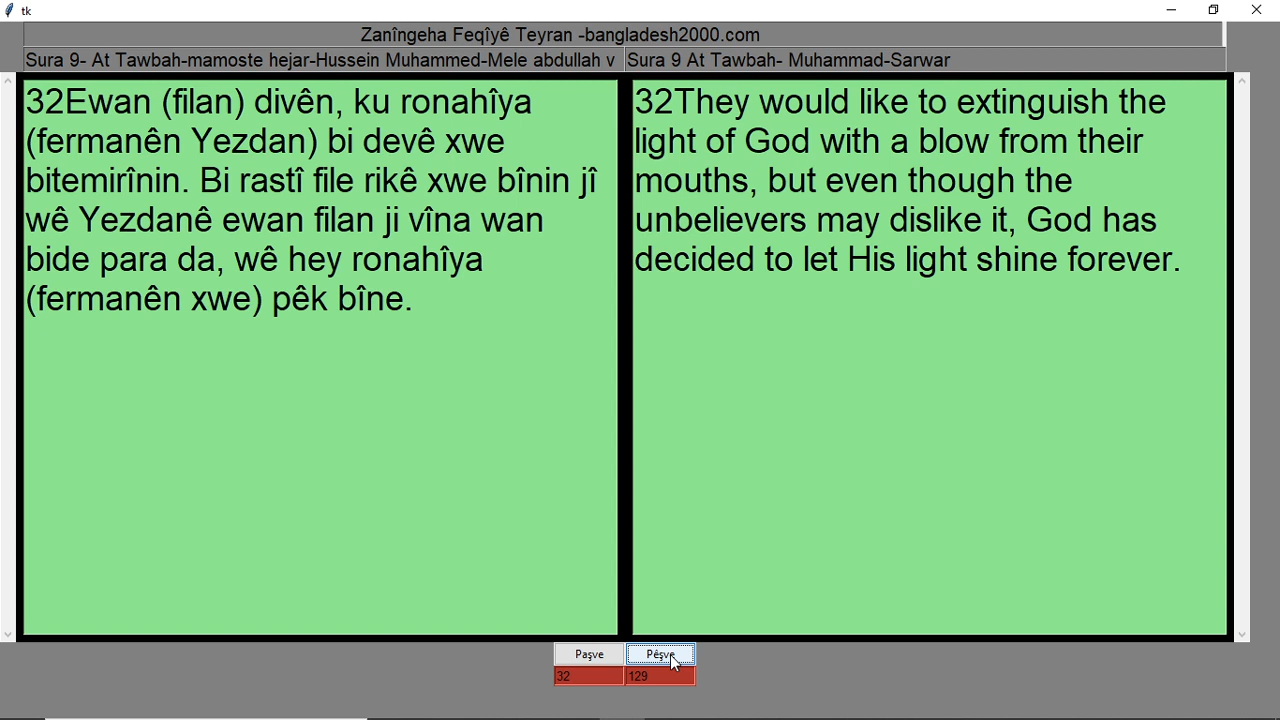 tk
Zanîngeha Feqîyê Teyran -bangladesh2000.com
Sura 9- At Tawbah-mamoste hejar-Hussein Muhammed-Mele abdullah v
Sura 9 At Tawbah- Muhammad-Sarwar
32Ewan (filan) divên, ku ronahîya
(fermanên Yezdan) bi devê xwe
bitemirînin. Bi rastî file rikê xwe bînin jî
wê Yezdanê ewan filan ji vîna wan
bide para da, wê hey ronahîya
(fermanên xwe) pêk bîne.
32They would like to extinguish the
light of God with a blow from their
mouths, but even though the
unbelievers may dislike it, God has
decided to let His light shine forever.
Paşve
Pêşve
32
129